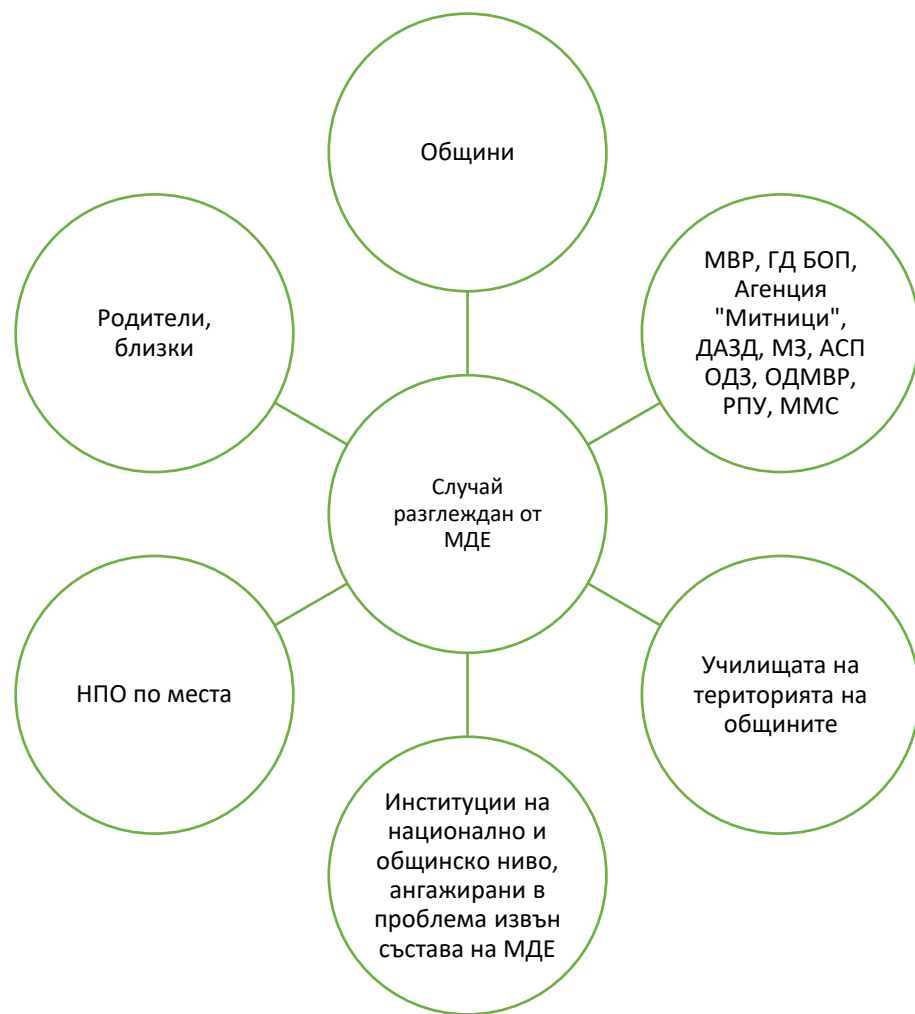 Общини
МВР, ГД БОП,
Агенция
"Митници",
ДАЗД, МЗ, АСП
ОДЗ, ОДМВР,
РПУ, ММС
Родители,
близки
Случай
разглеждан от
МДЕ
НПО по места
Училищата на
територията на
общините
Институции на
национално и
общинско ниво,
ангажирани в
проблема извън
състава на МДЕ